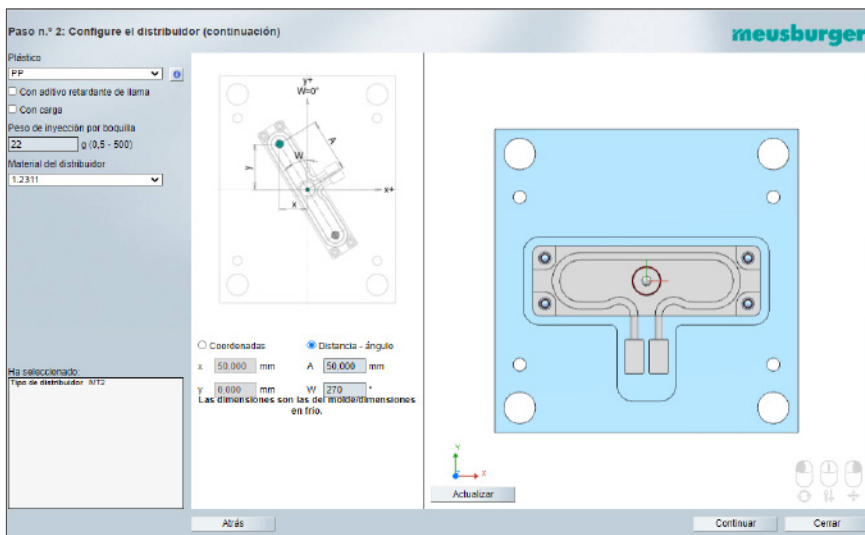 Paso n.º 2: Configure el distribuidor (continuación)
meusburger
Plástico
PP
Con aditivo retardante de llama
Con carga
Peso de inyección por boquilla
22 g (0,5 - 500)
Material del distribuidor
1.2311
Ha seleccionado:
Tipo de distribuidor
y+
W=0°
A
W
y
x+
x
Coordenadas
Distancia - ángulo
x 50,000 mm
A 50,000 mm
y 0,000 mm
W 270 °
Las dimensiones son las del molde/dimensiones
en frío.
Y
Z
X
Actualizar
Atrás
Continuar
Cerrar